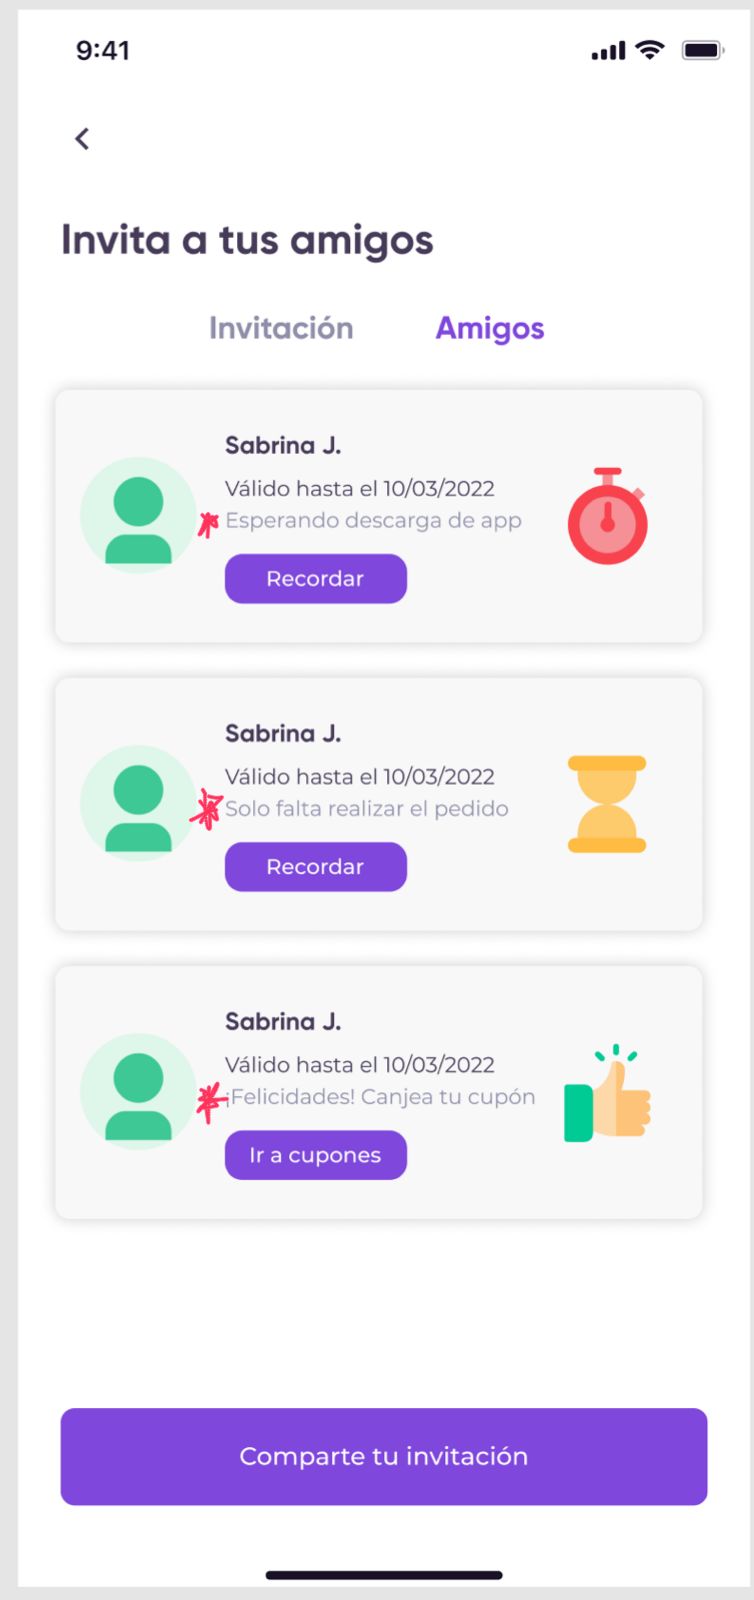 9:41
Invita a tus amigos
Invitación Amigos
Sabrina J.
Válido hasta el 10/03/2022
Esperando descarga de app
Recordar
Sabrina J.
Válido hasta el 10/03/2022
Solo falta realizar el pedido
Recordar
Sabrina J.
Válido hasta el 10/03/2022
¡Felicidades! Canjea tu cupón
Ir a cupones
Comparte tu invitación